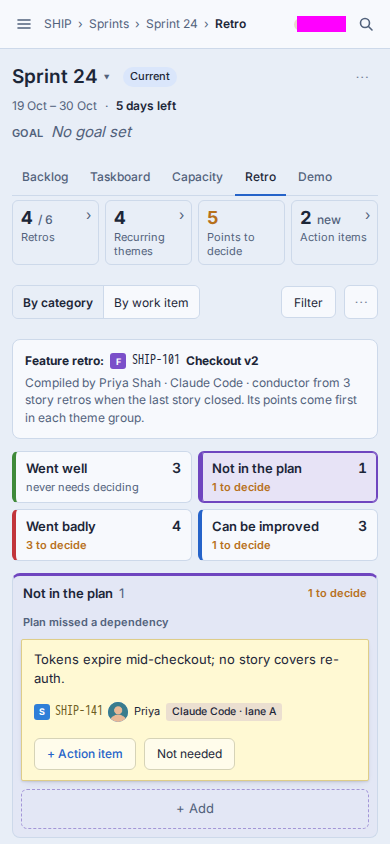 SHIP › Sprints › Sprint 24 › Retro
Sprint 24 ▾ Current ···
19 Oct – 30 Oct · 5 days left
GOAL No goal set
Backlog Taskboard Capacity Retro Demo
4 / 6 ›
Retros
4 ›
Recurring
themes
5
Points to
decide
2 new ›
Action items
By category By work item Filter ···
Feature retro: F SHIP-101 Checkout v2
Compiled by Priya Shah · Claude Code · conductor from 3
story retros when the last story closed. Its points come first
in each theme group.
Went well 3
never needs deciding
Not in the plan 1
1 to decide
Went badly 4
3 to decide
Can be improved 3
1 to decide
Not in the plan 1 1 to decide
Plan missed a dependency
Tokens expire mid-checkout; no story covers re-
auth.
S SHIP-141 Priya Claude Code · lane A
+ Action item Not needed
+ Add